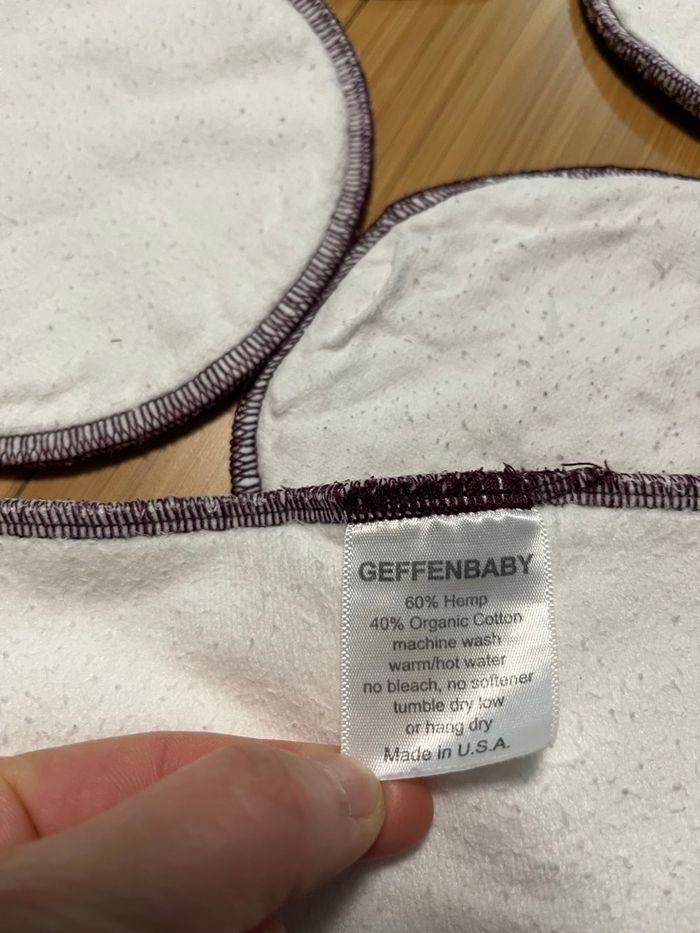 GEFFENBABY
60% Hemp
40% Organic Cotton
machine wash
warm/hot water
no bleach, no softener
tumble dry low
or hang dry
Made in U.S.A.